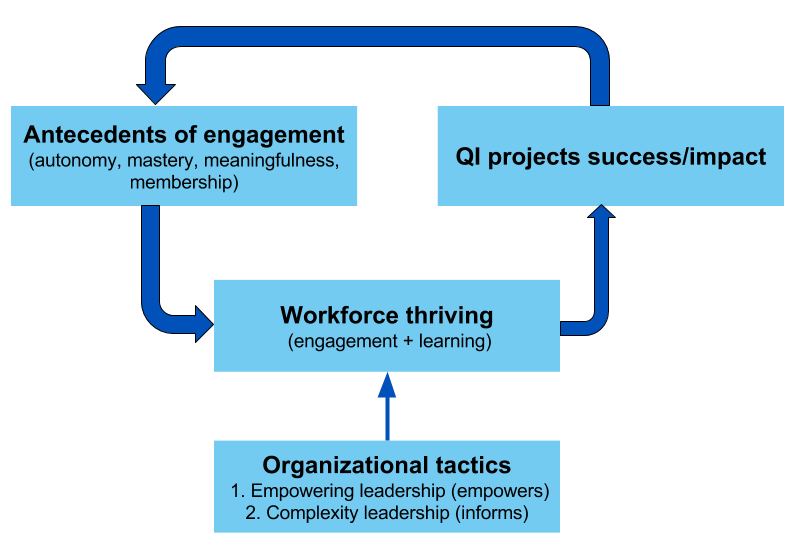 Antecedents of engagement
(autonomy, mastery, meaningfulness,
membership)
QI projects success/impact
Workforce thriving
(engagement + learning)
Organizational tactics
1. Empowering leadership (empowers)
2. Complexity leadership (informs)